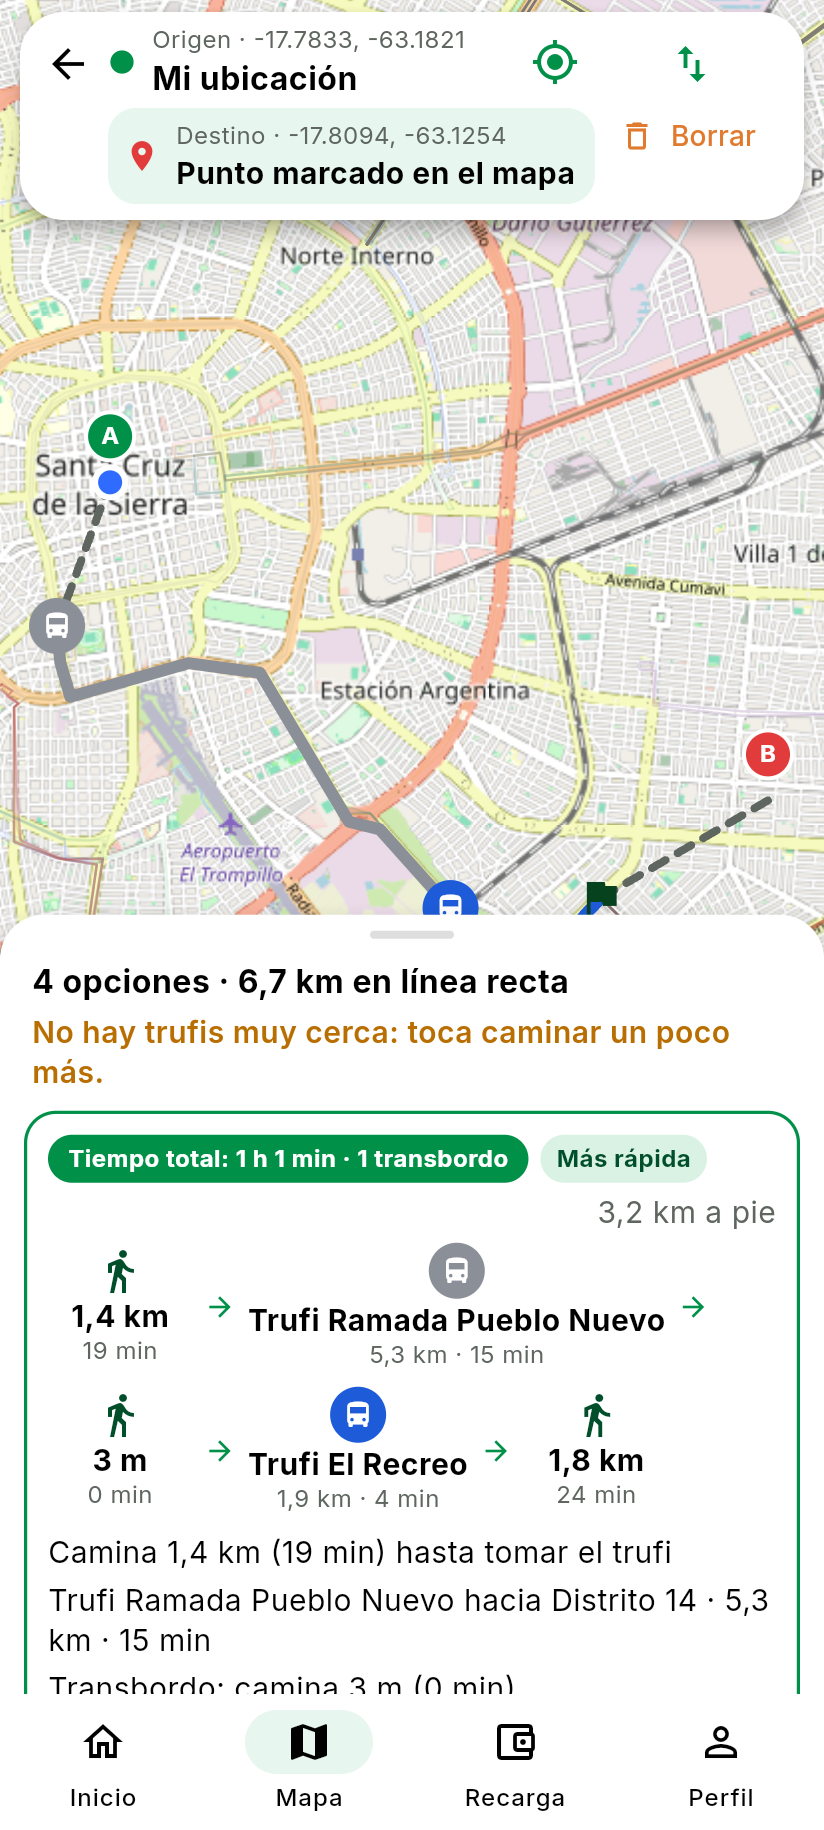 Origen · -17.7833, -63.1821
Mi ubicación
Destino · -17.8094, -63.1254
Punto marcado en el mapa
Borrar
Norte Interno
A
Santa Cruz
de la Sierra
Villa 1 d
Avenida Cumavi
Estación Argentina
B
Aeropuerto
El Trompillo
4 opciones · 6,7 km en línea recta
No hay trufis muy cerca: toca caminar un poco
más.
Tiempo total: 1 h 1 min · 1 transbordo
Más rápida
3,2 km a pie
1,4 km
19 min
Trufi Ramada Pueblo Nuevo
5,3 km · 15 min
3 m
0 min
Trufi El Recreo
1,9 km · 4 min
1,8 km
24 min
Camina 1,4 km (19 min) hasta tomar el trufi
Trufi Ramada Pueblo Nuevo hacia Distrito 14 · 5,3
km · 15 min
Transbordo: camina 3 m (0 min)
Inicio
Mapa
Recarga
Perfil